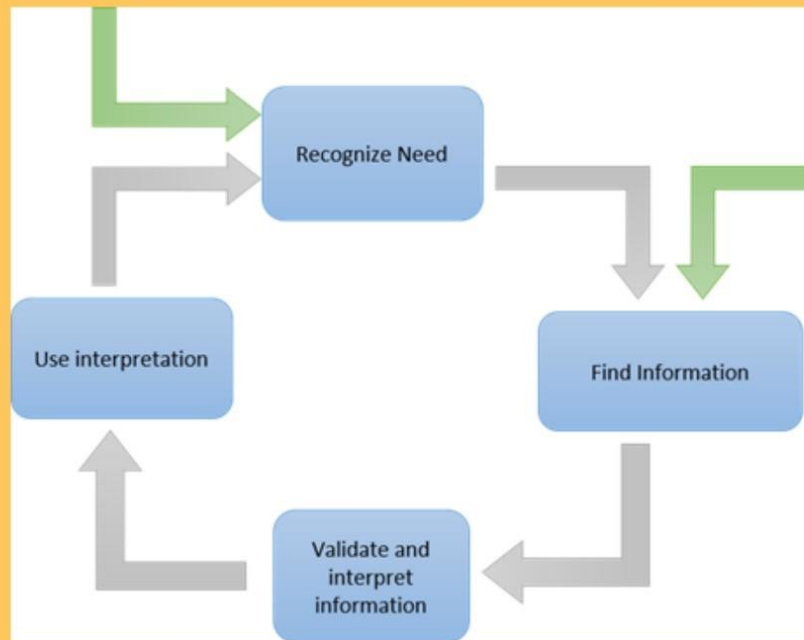 Recognize Need
Find Information
Validate and
interpret
information
Use interpretation